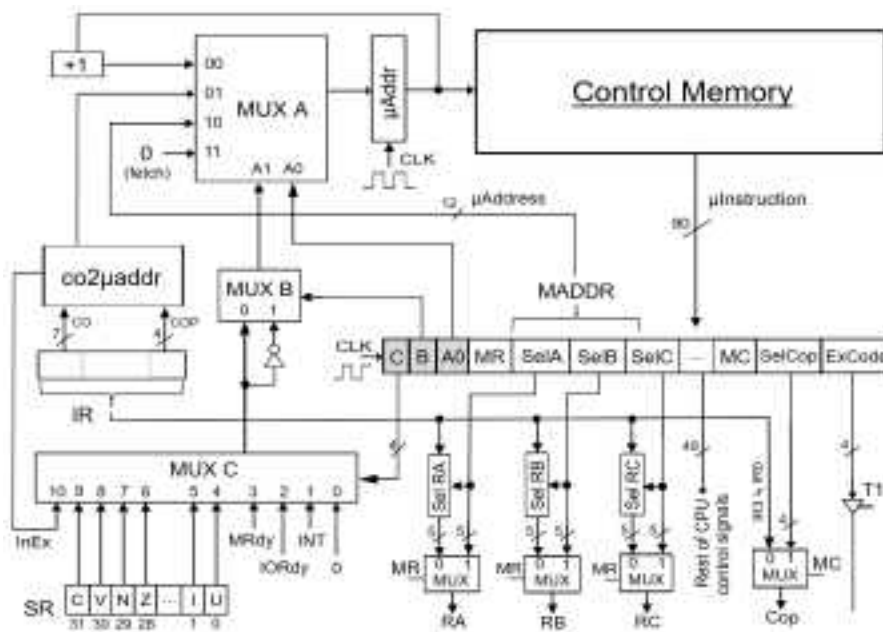 +1
00
01
10
11
MUX A
A1 A0
0
(fetch)
µAddr
CLK
Control Memory
12
µAddress
µInstruction
80
co2µaddr
7
CO
4
COP
MUX B
0 1
MADDR
CLK
C B A0 MR SelA SelB SelC ... MC SelCop ExCode
IR
4
MUX C
10 9 8 7 6 5 4 3 2 1 0
InEx
MRdy
IORdy
INT
0
SR
C V N Z ... I U
31 30 29 28 1 0
Sel RA
Sel RB
Sel RC
5 5
5 5
5 5
0 1
MUX
MR
RA
0 1
MUX
MR
RB
0 1
MUX
MR
RC
40
Rest of CPU
control signals
0 1
MUX
MC
Cop
4
T1